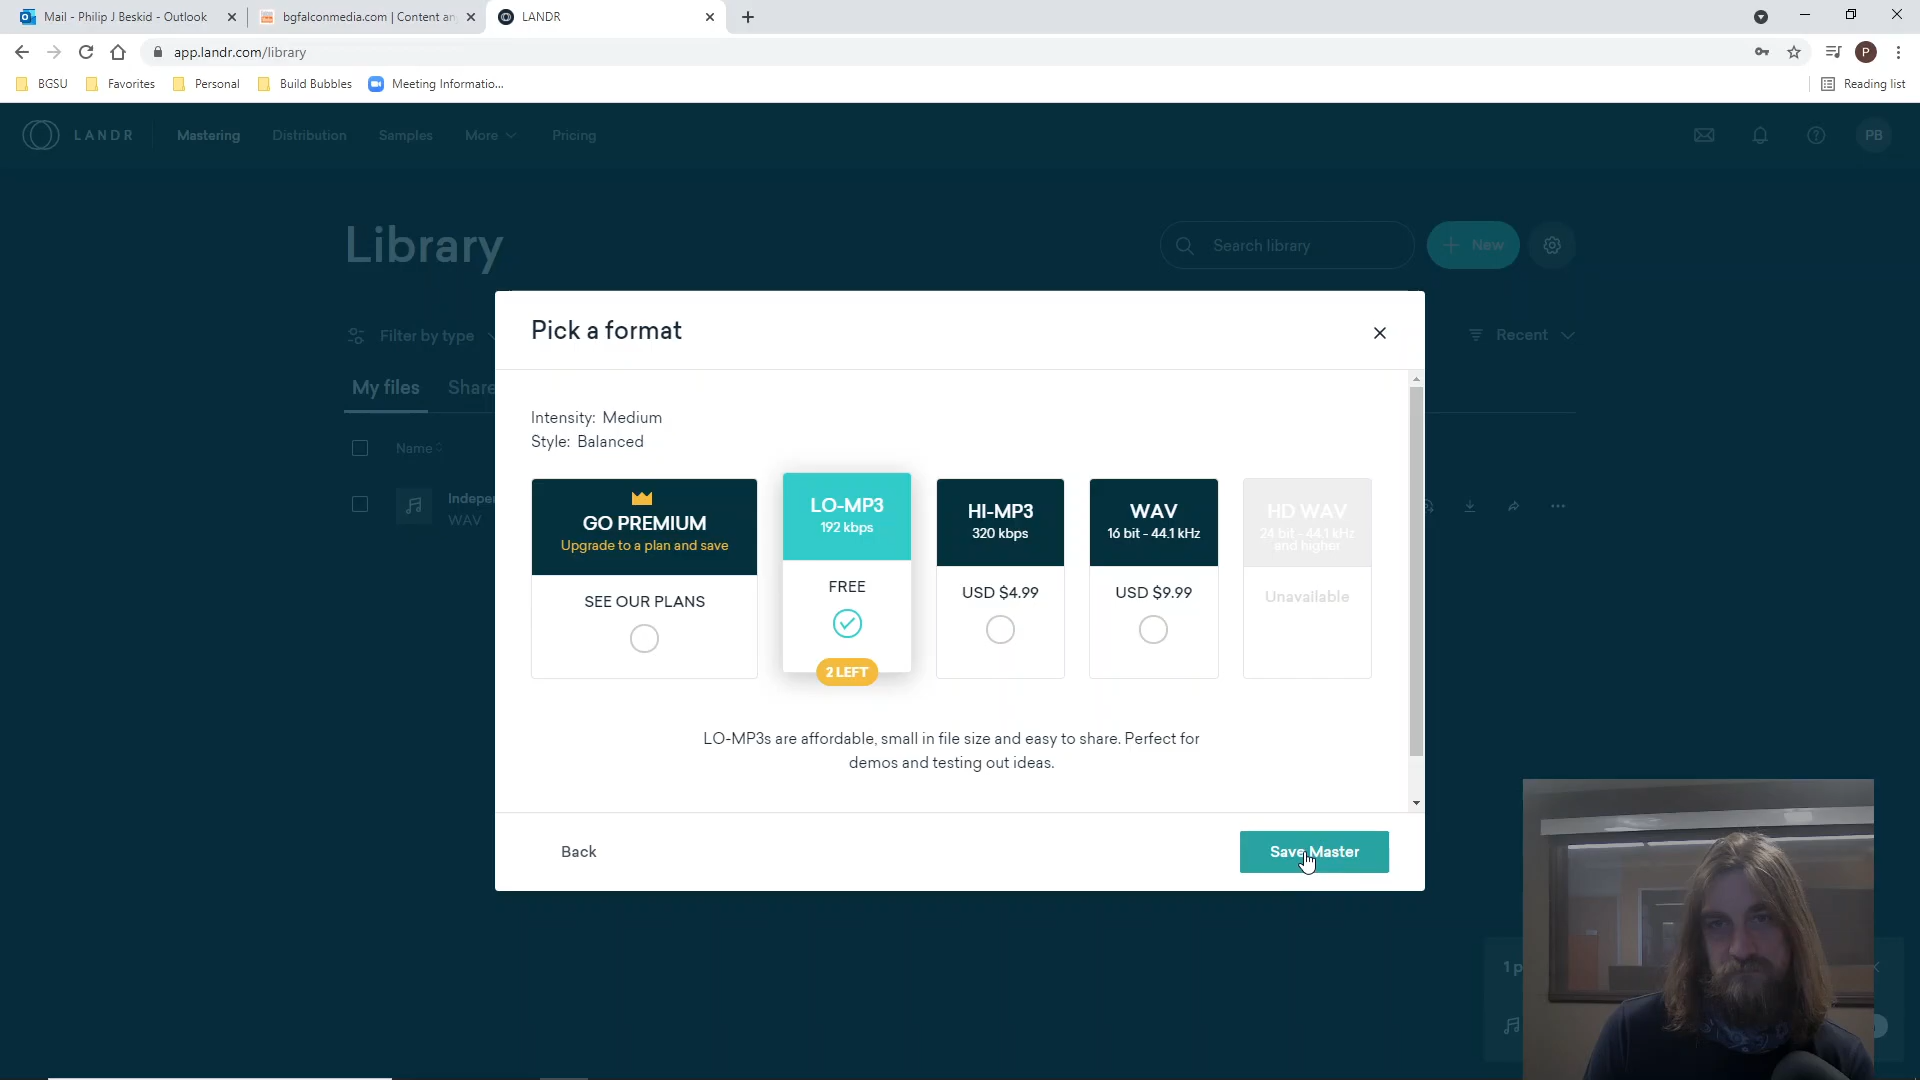 Mail - Philip J Beskid - Outlook
bgfalconmedia.com | Content an
LANDR
app.landr.com/library
P
BGSU
Favorites
Personal
Build Bubbles
Meeting Informatio...
Reading list
LANDR
Mastering
Distribution
Samples
More
Pricing
PB
Library
Search library
+ New
Filter by type
Recent
My files
Share
Name
Indepe
WAV
Pick a format
Intensity: Medium
Style: Balanced
GO PREMIUM
Upgrade to a plan and save
SEE OUR PLANS
LO-MP3
192 kbps
FREE
2 LEFT
HI-MP3
320 kbps
USD $4.99
WAV
16 bit - 44.1 kHz
USD $9.99
HD WAV
24 bit - 44.1 kHz
and higher
Unavailable
LO-MP3s are affordable, small in file size and easy to share. Perfect for
demos and testing out ideas.
Back
Save Master
1 p